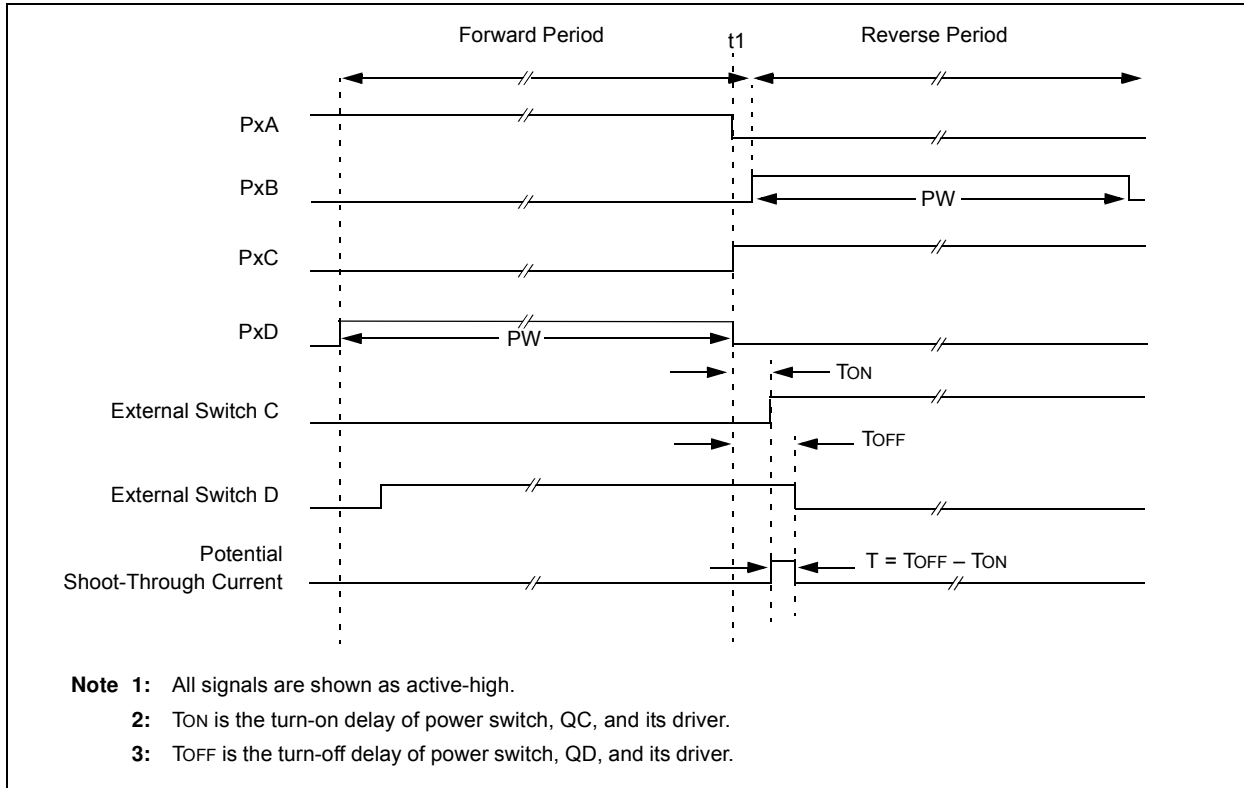 Forward Period
t1
Reverse Period
PxA
PxB
PW
PxC
PxD
PW
TON
External Switch C
TOFF
External Switch D
Potential
Shoot-Through Current
T = TOFF – TON
Note 1: All signals are shown as active-high.
2: TON is the turn-on delay of power switch, QC, and its driver.
3: TOFF is the turn-off delay of power switch, QD, and its driver.